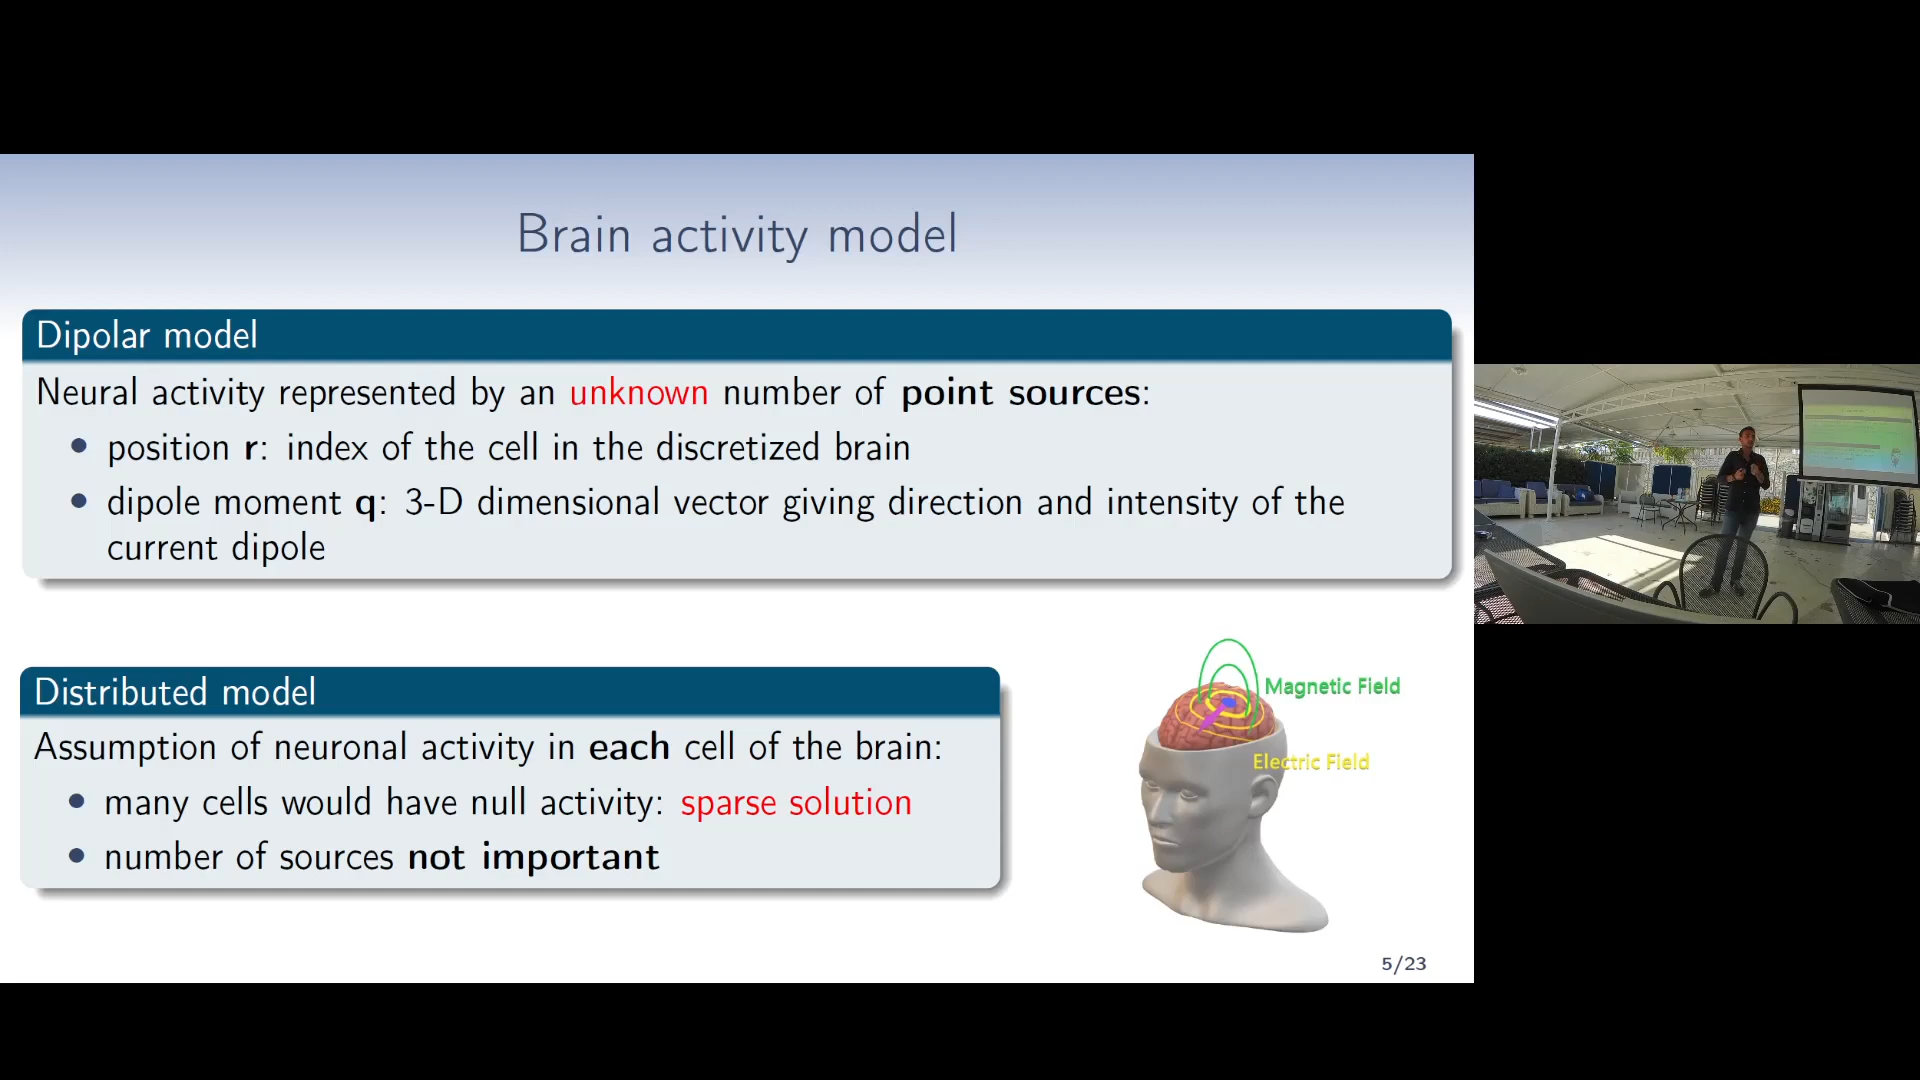 Brain activity model
Dipolar model
Neural activity represented by an unknown number of point sources:
• position r: index of the cell in the discretized brain
• dipole moment q: 3-D dimensional vector giving direction and intensity of the
current dipole
Distributed model
Assumption of neuronal activity in each cell of the brain:
• many cells would have null activity: sparse solution
• number of sources not important
Magnetic Field
Electric Field
5/23